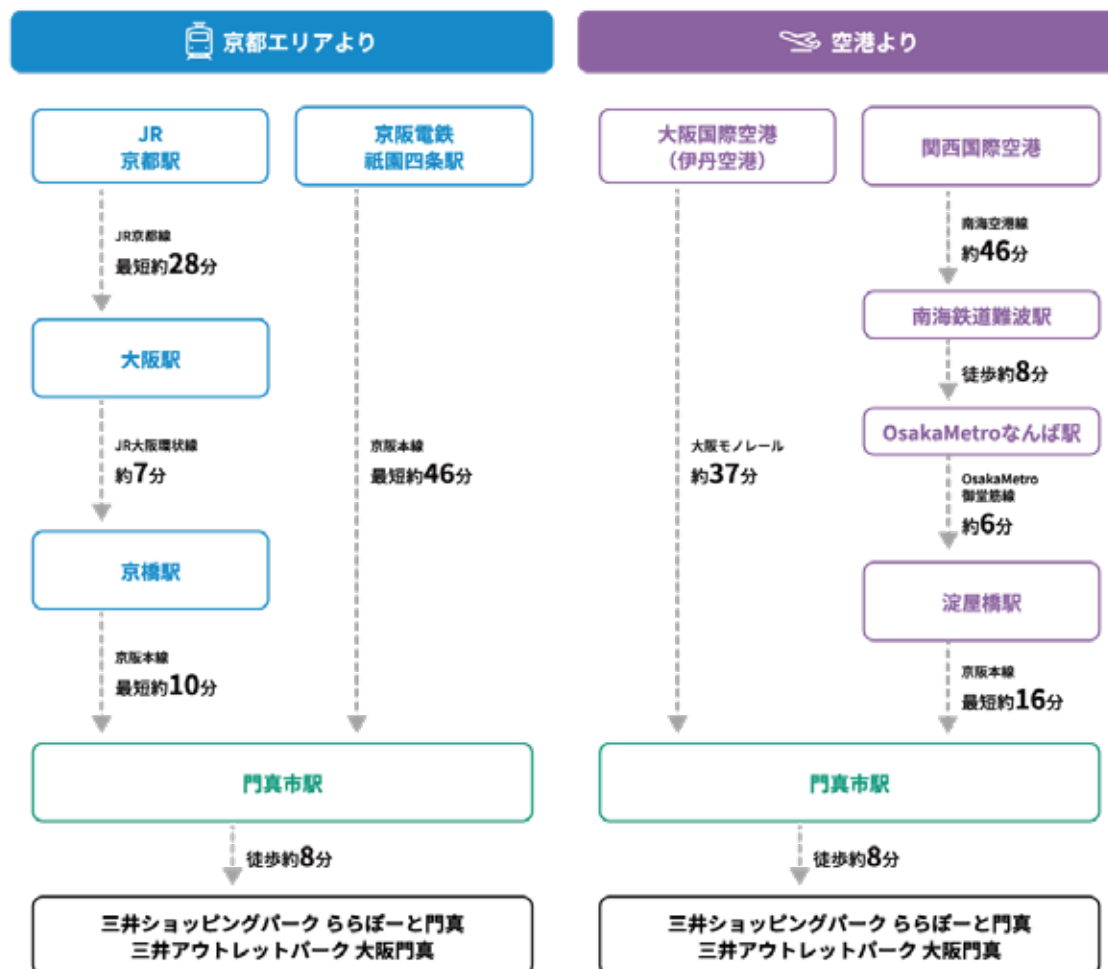 京都エリアより
JR
京都駅
JR京都線
最短約28分
大阪駅
JR大阪環状線
約7分
京橋駅
京阪本線
最短約10分
京阪電鉄
祇園四条駅
京阪本線
最短約46分
門真市駅
徒歩約8分
三井ショッピングパーク ららぽーと門真
三井アウトレットパーク 大阪門真
空港より
大阪国際空港
（伊丹空港）
大阪モノレール
約37分
関西国際空港
南海空港線
約46分
南海鉄道難波駅
徒歩約8分
OsakaMetroなんば駅
OsakaMetro
御堂筋線
約6分
淀屋橋駅
京阪本線
最短約16分
門真市駅
徒歩約8分
三井ショッピングパーク ららぽーと門真
三井アウトレットパーク 大阪門真